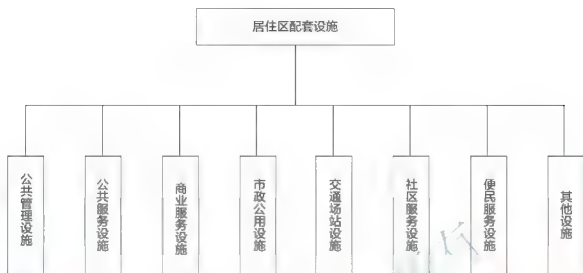 居住区配套设施
公共管理设施
公共服务设施
商业服务设施
市政公用设施
交通场站设施
社区服务设施
便民服务设施
其他设施